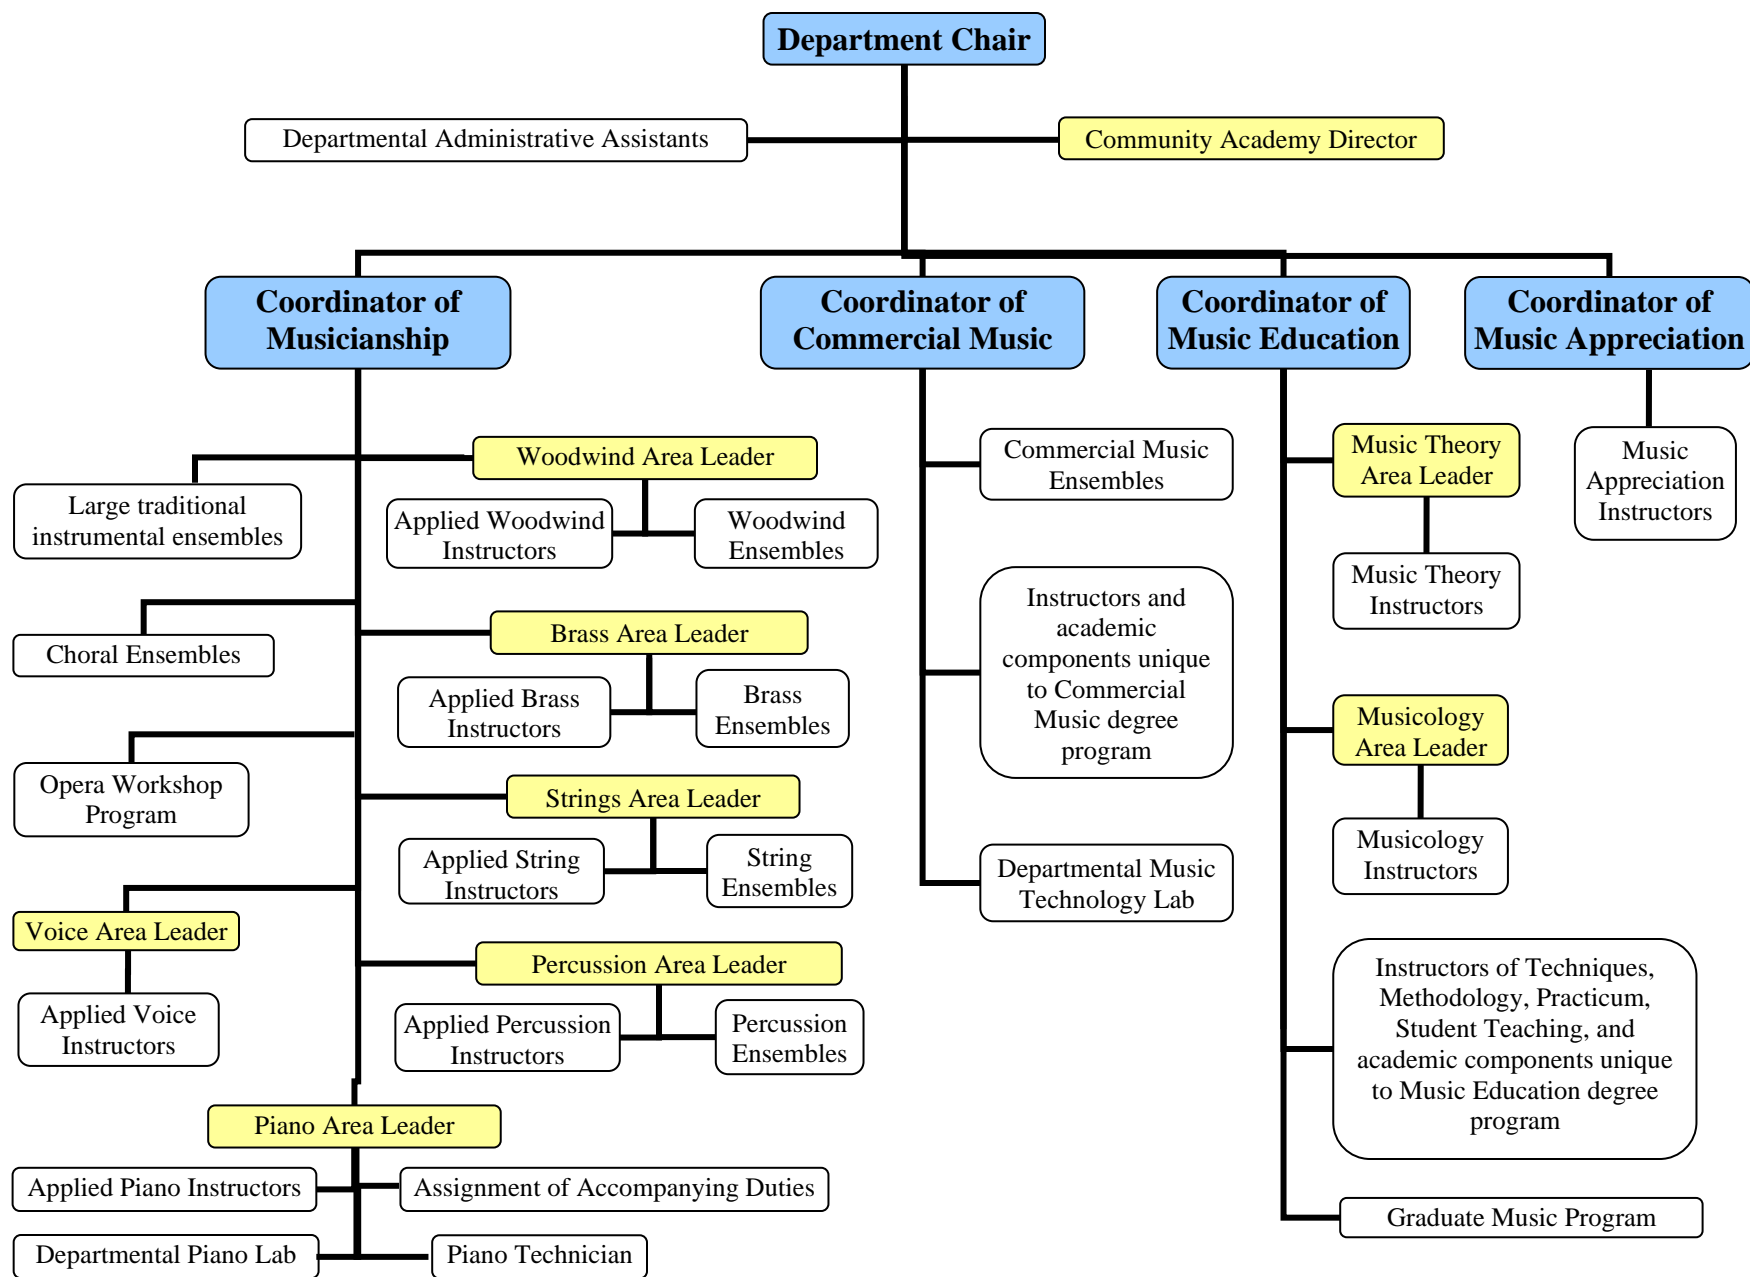 Department Chair
Departmental Administrative Assistants
Community Academy Director
Coordinator of
Musicianship
Coordinator of
Commercial Music
Coordinator of
Music Education
Coordinator of
Music Appreciation
Woodwind Area Leader
Large traditional
instrumental ensembles
Applied Woodwind
Instructors
Woodwind
Ensembles
Choral Ensembles
Brass Area Leader
Applied Brass
Instructors
Brass
Ensembles
Opera Workshop
Program
Strings Area Leader
Applied String
Instructors
String
Ensembles
Voice Area Leader
Applied Voice
Instructors
Percussion Area Leader
Applied Percussion
Instructors
Percussion
Ensembles
Piano Area Leader
Applied Piano Instructors
Assignment of Accompanying Duties
Departmental Piano Lab
Piano Technician
Commercial Music
Ensembles
Instructors and
academic
components unique
to Commercial
Music degree
program
Departmental Music
Technology Lab
Music Theory
Area Leader
Music Theory
Instructors
Musicology
Area Leader
Musicology
Instructors
Instructors of Techniques,
Methodology, Practicum,
Student Teaching, and
academic components unique
to Music Education degree
program
Graduate Music Program
Music
Appreciation
Instructors